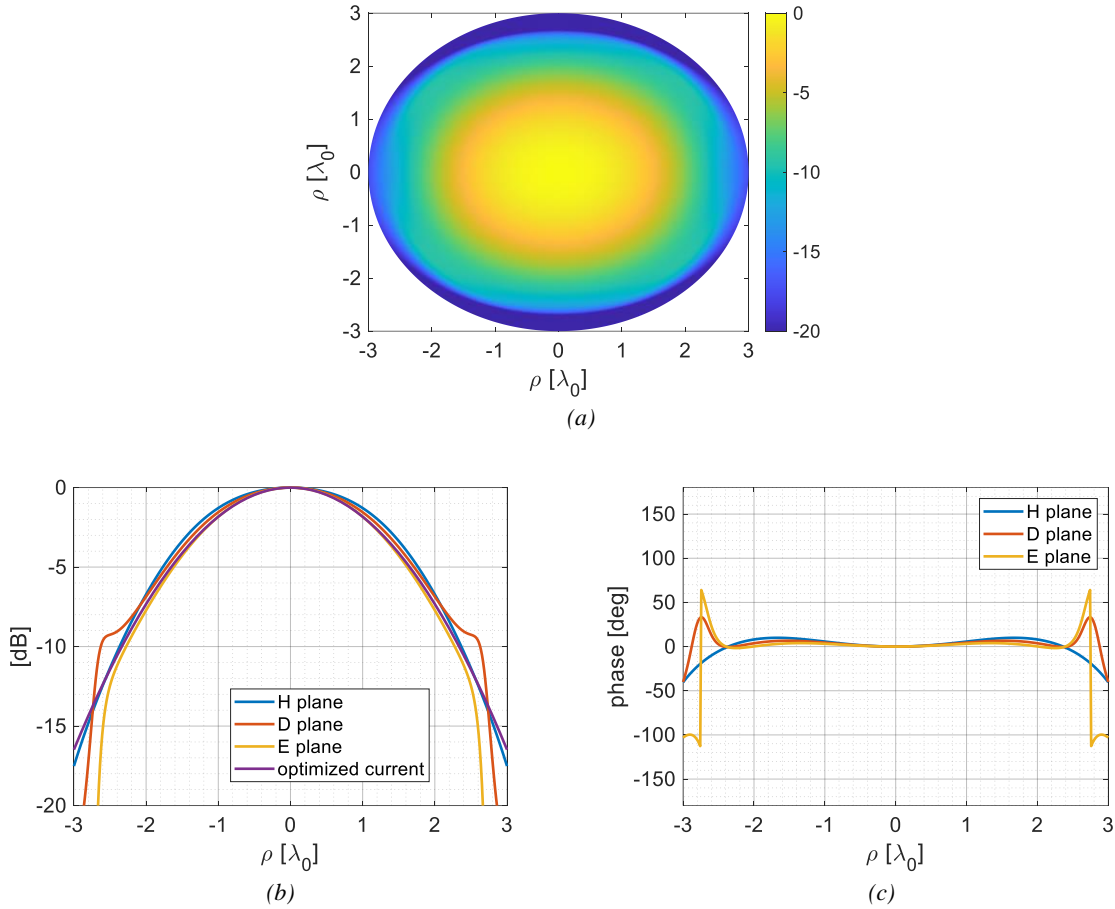 3
2
1
0
-1
-2
-3
ρ [λ0]
-3 -2 -1 0 1 2 3
ρ [λ0]
0
-5
-10
-15
-20
(a)
0
-5
-10
-15
-20
[dB]
H plane
D plane
E plane
optimized current
-3 -2 -1 0 1 2 3
ρ [λ0]
(b)
150
100
50
0
-50
-100
-150
phase [deg]
H plane
D plane
E plane
-3 -2 -1 0 1 2 3
ρ [λ0]
(c)